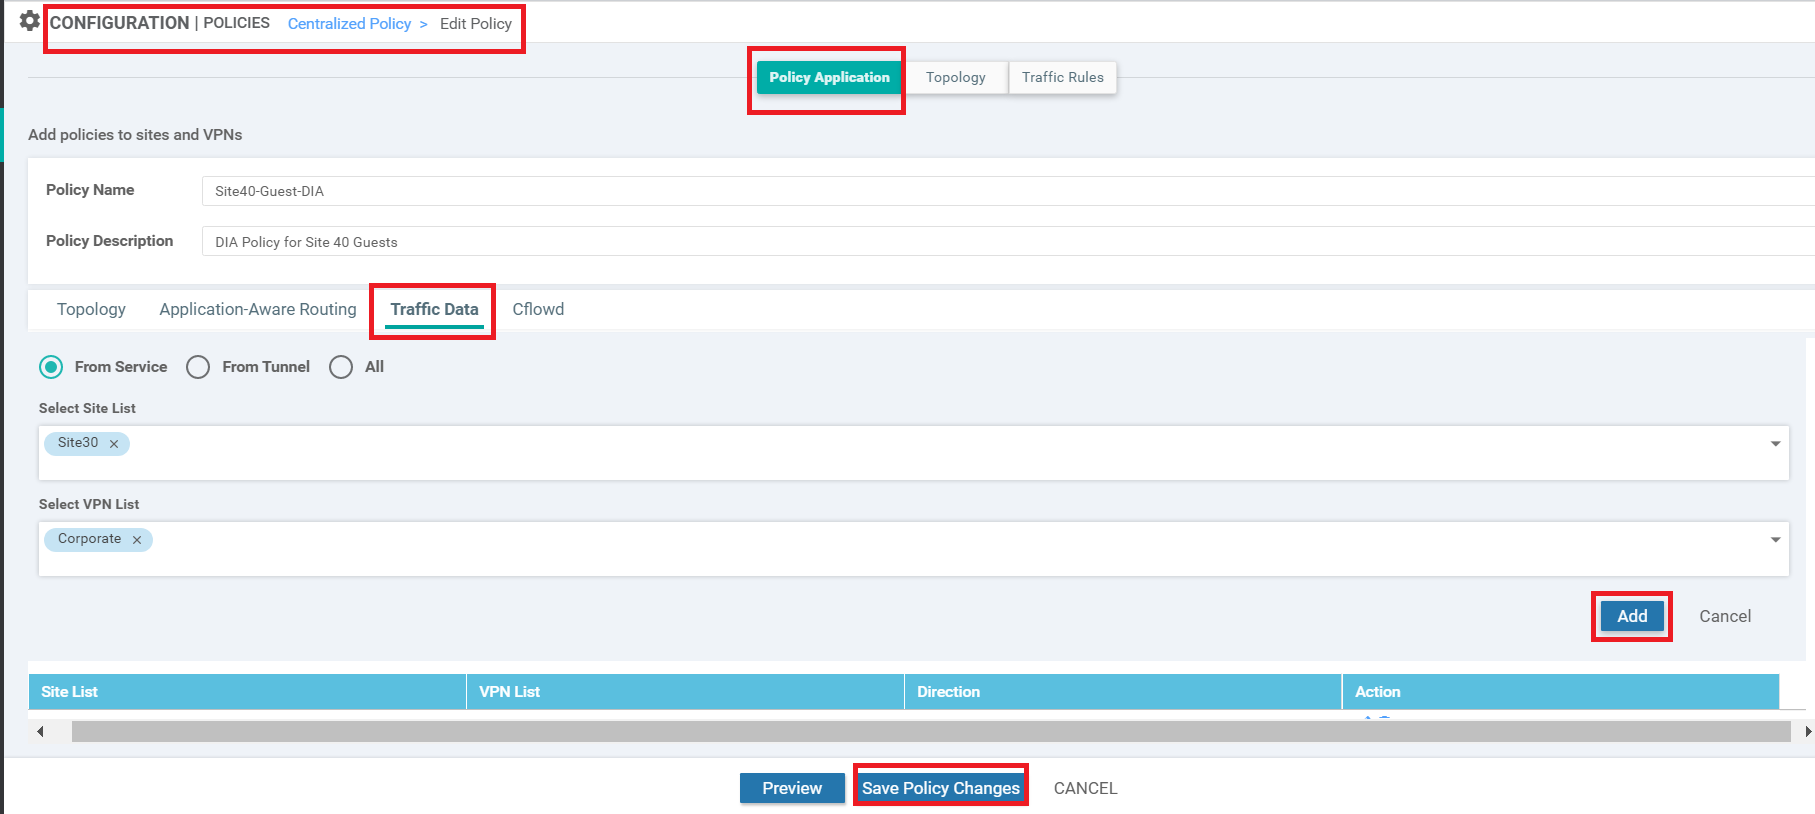 CONFIGURATION | POLICIES Centralized Policy > Edit Policy
Policy Application Topology Traffic Rules
Add policies to sites and VPNs
Policy Name Site40-Guest-DIA
Policy Description DIA Policy for Site 40 Guests
Topology Application-Aware Routing Traffic Data Cflowd
From Service From Tunnel All
Select Site List
Site30 ×
Select VPN List
Corporate ×
Add Cancel
Site List VPN List Direction Action
Preview Save Policy Changes CANCEL